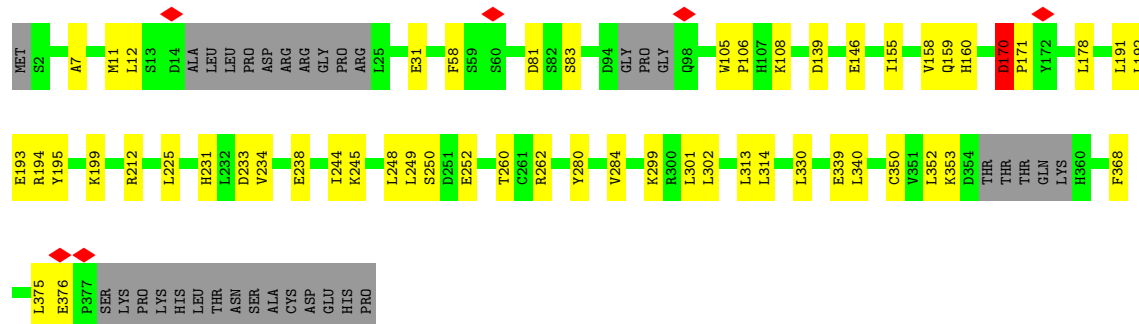 MET S2 A7 M11 L12 S13 D14 ALA LEU LEU PRO ASP ARG ARG GLY PRO ARG L25 E31 F58 S59 S60 D81 S82 S83 D94 GLY PRO GLY Q98 W105 P106 H107 K108 D139 E146 I155 V158 Q159 H160 D170 P171 Y172 L178 L191 L192
E193 R194 Y195 K199 R212 L225 H231 L232 D233 V234 E238 I244 K245 L248 L249 S250 D251 E252 T260 C261 R262 Y280 V284 K299 R300 L301 L302 L313 L314 L330 E339 L340 C350 V351 L352 K353 D354 THR THR THR GLN LYS H360 F368
L375 E376 P377 SER LYS PRO LYS HIS LEU THR ASN SER ALA CYS ASP GLU HIS PRO